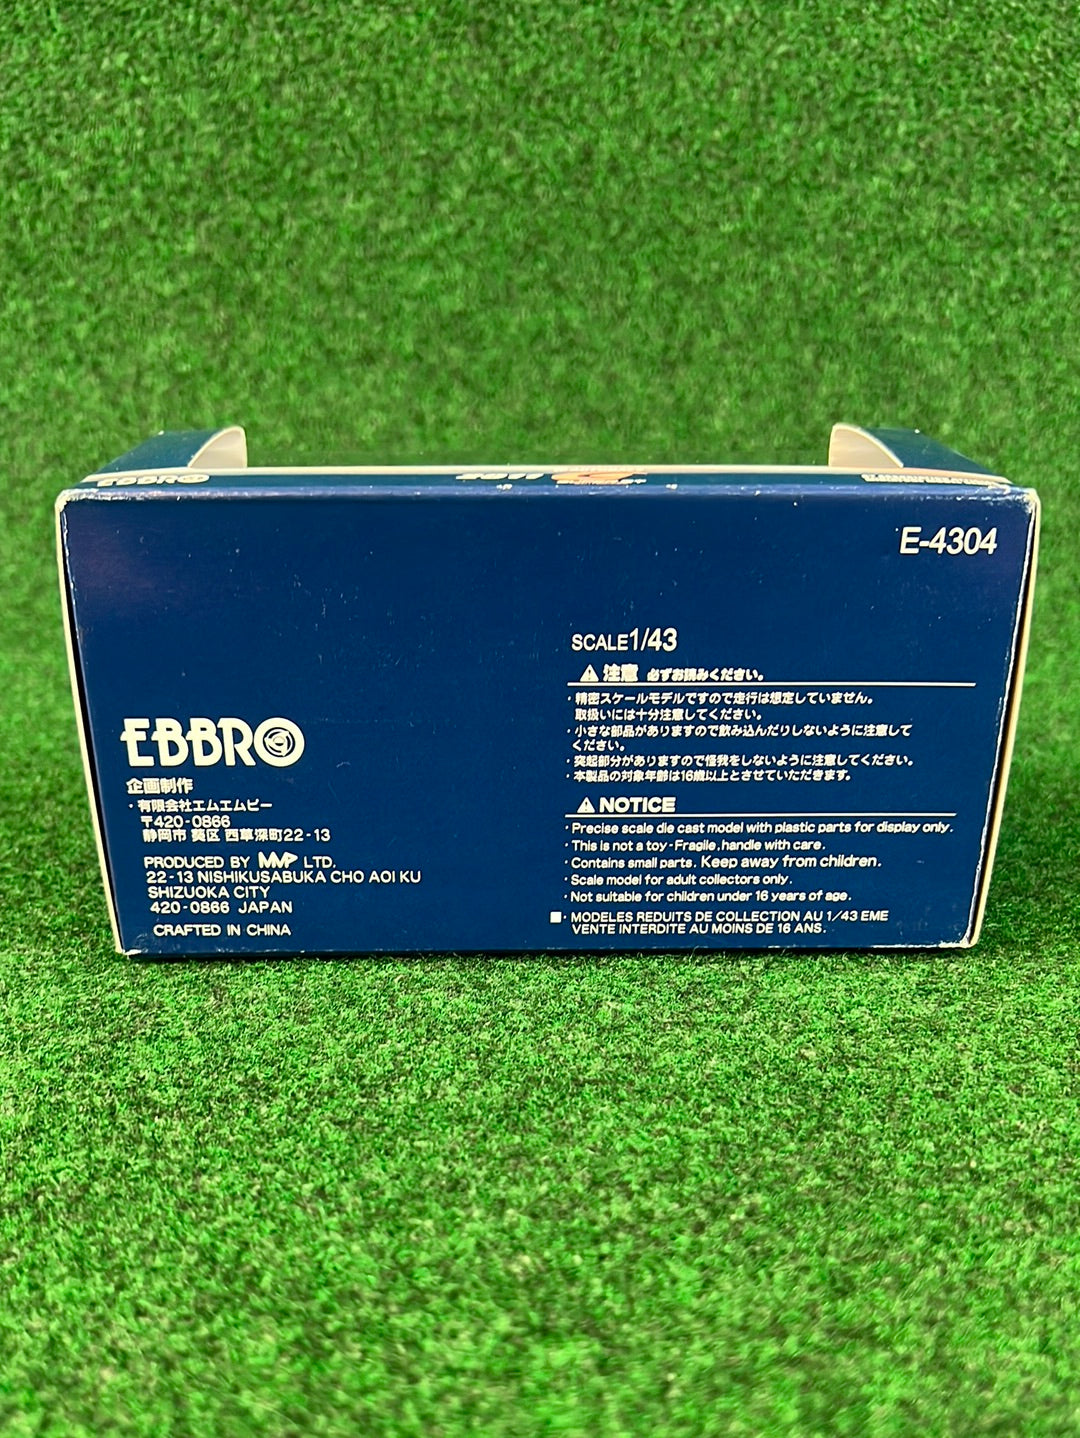 EBBRO
E-4304
SCALE 1/43
注意 必ずお読みください。
・精密スケールモデルですので走行は想定していません。
取扱いには十分注意してください。
・小さな部品がありますので飲み込んだりしないように注意して
ください。
・突起部分がありますので怪我をしないように注意してください。
・本製品の対象年齢は16歳以上とさせていただきます。
NOTICE
・Precise scale die cast model with plastic parts for display only.
・This is not a toy-Fragile, handle with care.
・Contains small parts. Keep away from children.
・Scale model for adult collectors only.
・Not suitable for children under 16 years of age.
■・MODELES REDUITS DE COLLECTION AU 1/43 EME
VENTE INTERDITE AU MOINS DE 16 ANS.
EBBRO
企画制作
・有限会社エムエムピー
〒420-0866
静岡市 葵区 西草深町22-13
PRODUCED BY MMP LTD.
22-13 NISHIKUSABUKA CHO AOI KU
SHIZUOKA CITY
420-0866 JAPAN
CRAFTED IN CHINA